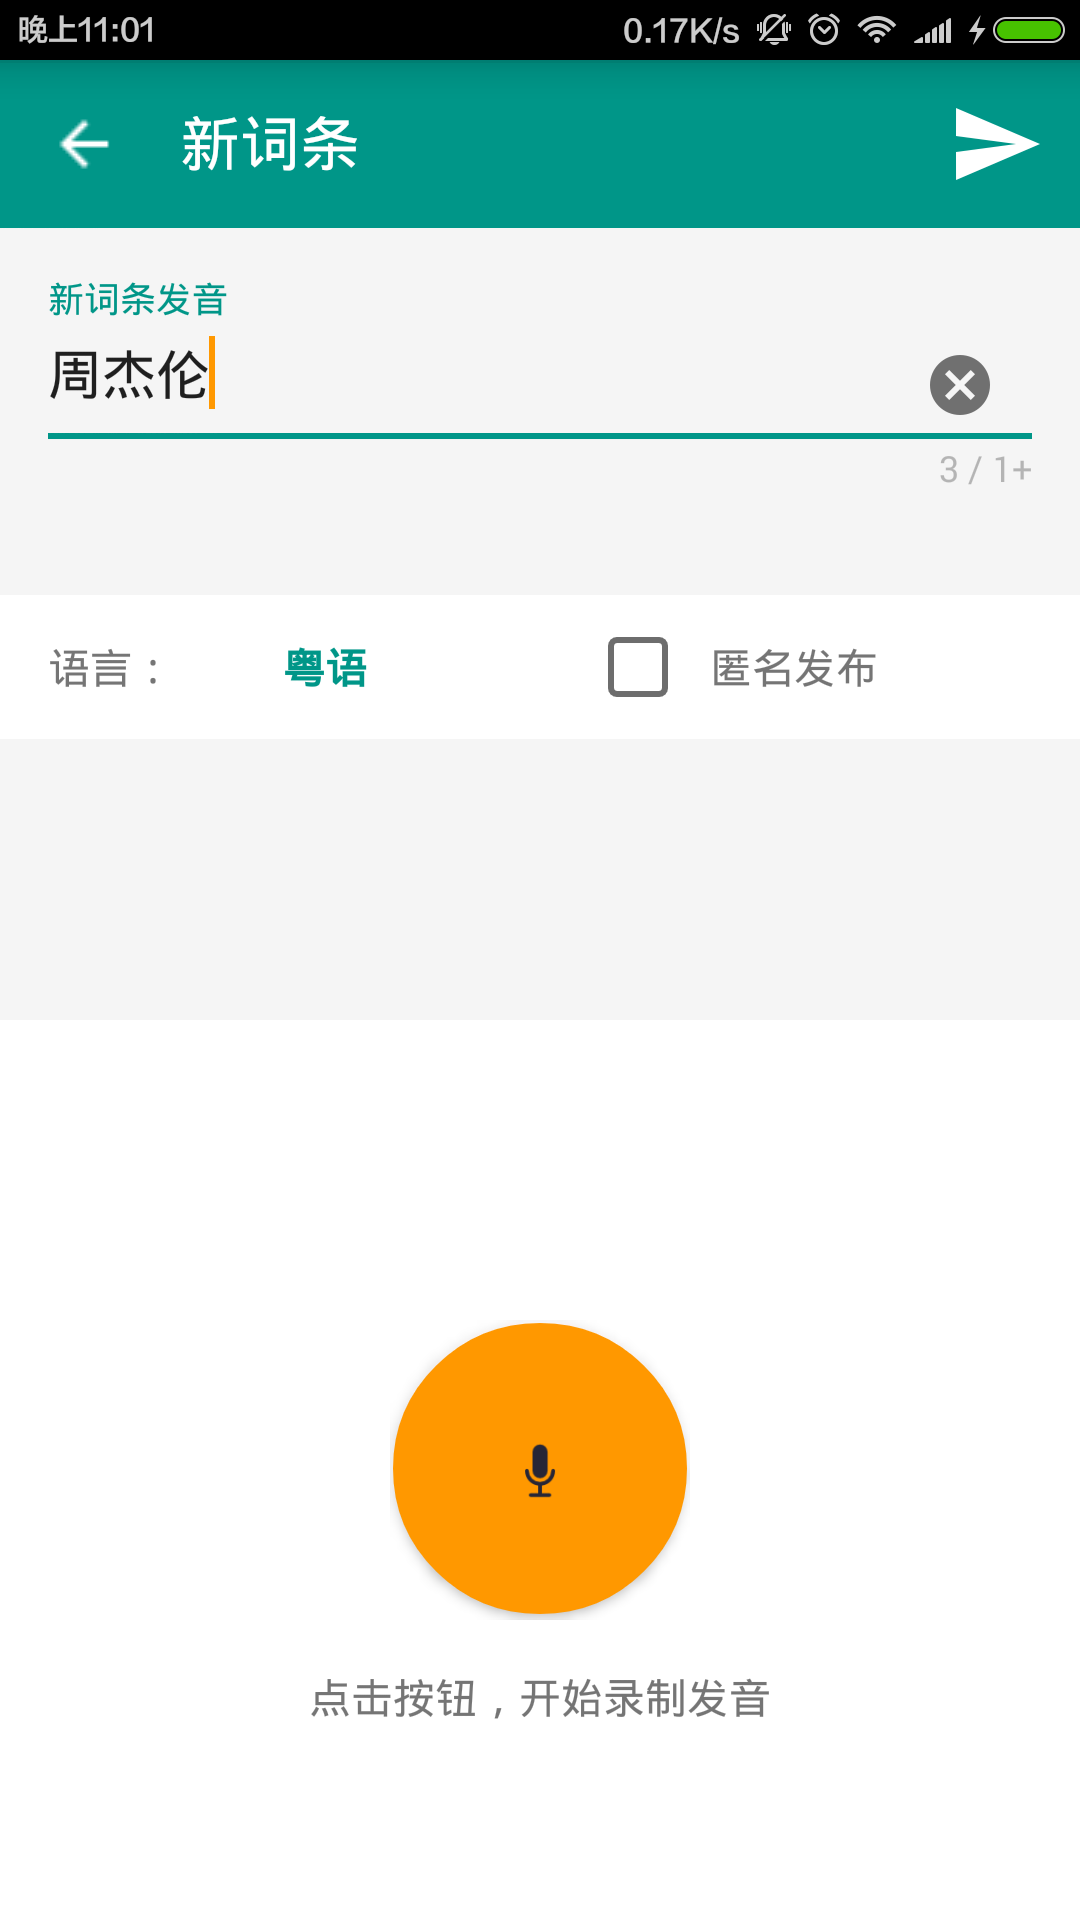 晚上11:01 0.17K/s
新词条
新词条发音
周杰伦
3 / 1+
语言： 粤语 匿名发布
点击按钮，开始录制发音